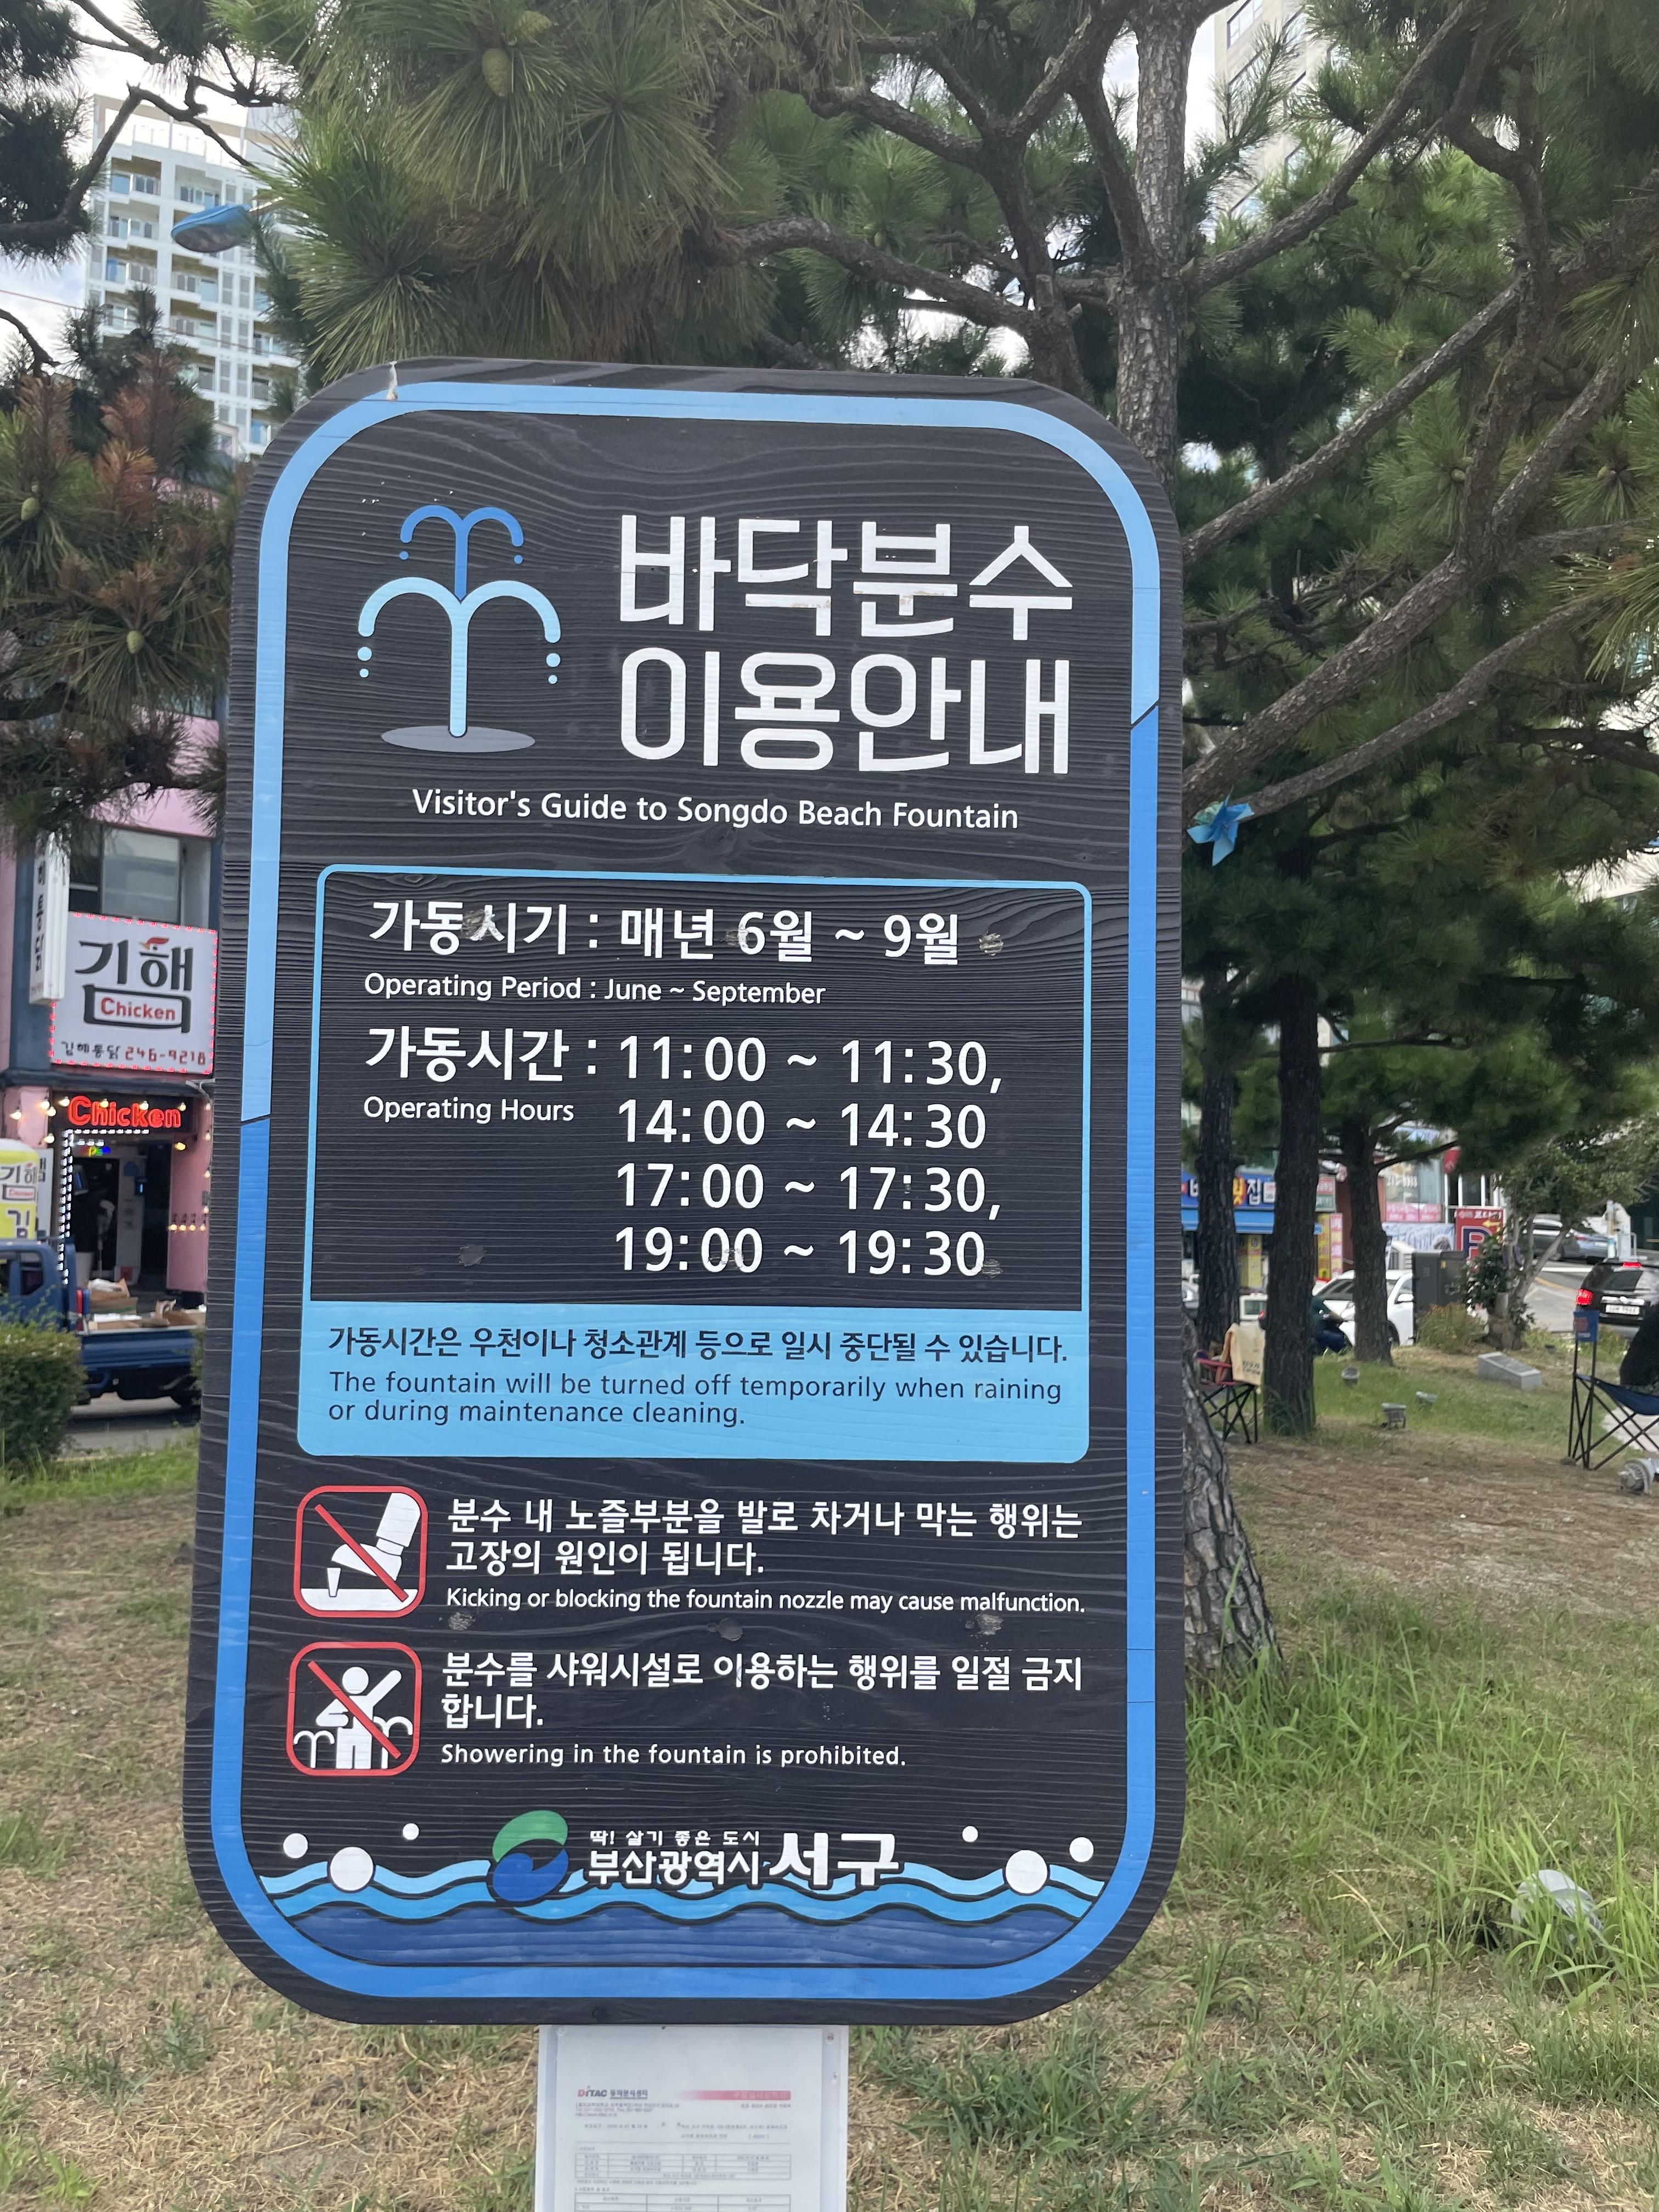 바닥분수
이용안내
Visitor's Guide to Songdo Beach Fountain
가동시기 : 매년 6월 ~ 9월
Operating Period : June ~ September
가동시간 : 11:00 ~ 11:30,
Operating Hours 14:00 ~ 14:30
17:00 ~ 17:30,
19:00 ~ 19:30
가동시간은 우천이나 청소관계 등으로 일시 중단될 수 있습니다.
The fountain will be turned off temporarily when raining
or during maintenance cleaning.
분수 내 노즐부분을 발로 차거나 막는 행위는
고장의 원인이 됩니다.
Kicking or blocking the fountain nozzle may cause malfunction.
분수를 샤워시설로 이용하는 행위를 일절 금지
합니다.
Showering in the fountain is prohibited.
딱! 살기 좋은 도시
부산광역시 서구
김해
Chicken
김해통닭 246-9218
Chicken